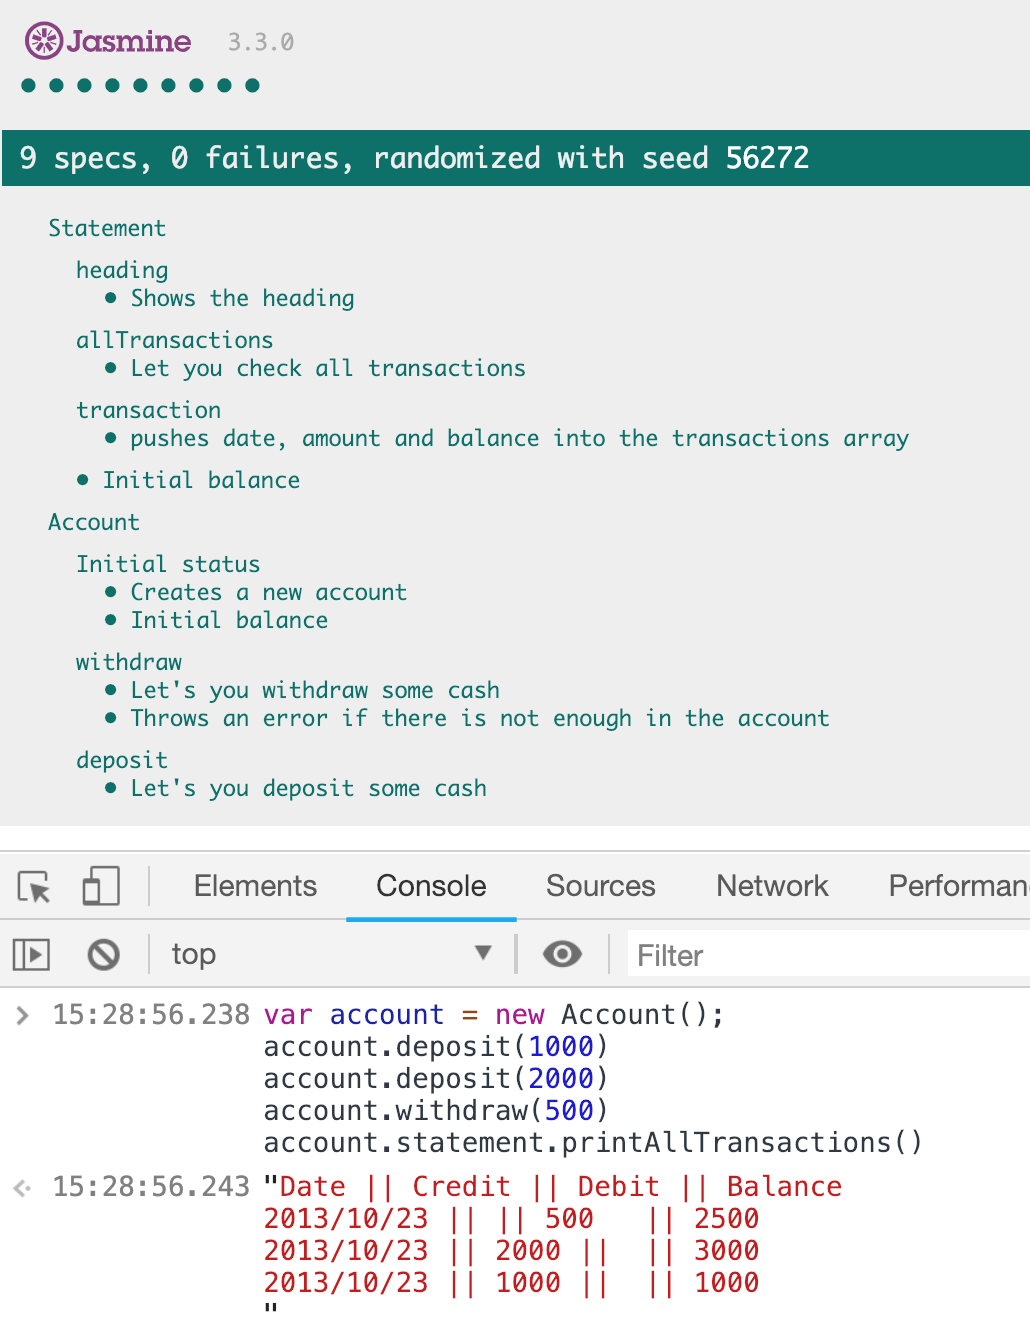 Jasmine 3.3.0
9 specs, 0 failures, randomized with seed 56272
Statement
heading
• Shows the heading
allTransactions
• Let you check all transactions
transaction
• pushes date, amount and balance into the transactions array
• Initial balance
Account
Initial status
• Creates a new account
• Initial balance
withdraw
• Let's you withdraw some cash
• Throws an error if there is not enough in the account
deposit
• Let's you deposit some cash
Elements Console Sources Network Performan
top Filter
15:28:56.238 var account = new Account();
account.deposit(1000)
account.deposit(2000)
account.withdraw(500)
account.statement.printAllTransactions()
15:28:56.243 "Date || Credit || Debit || Balance
2013/10/23 || || 500 || 2500
2013/10/23 || 2000 || || 3000
2013/10/23 || 1000 || || 1000
"